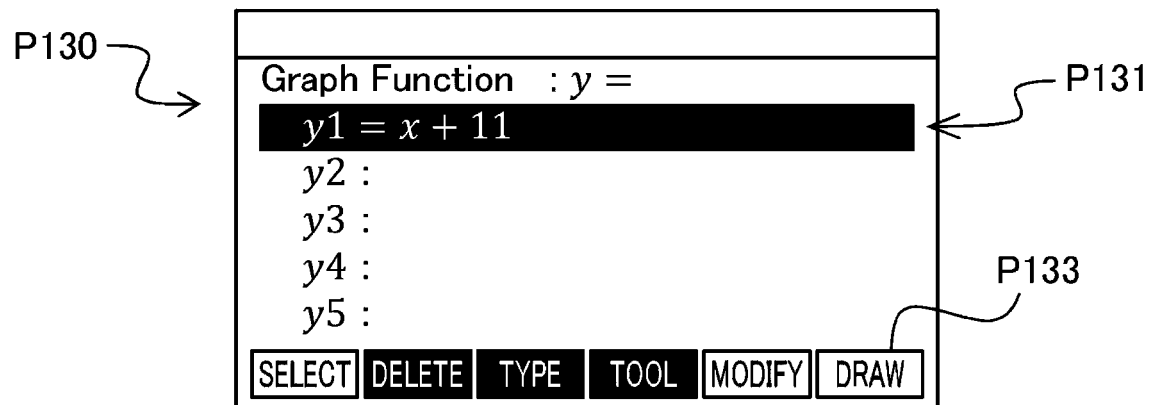 P130
Graph Function : y =
P131
y1 = x + 11
y2 :
y3 :
y4 :
P133
y5 :
SELECT DELETE TYPE TOOL MODIFY DRAW